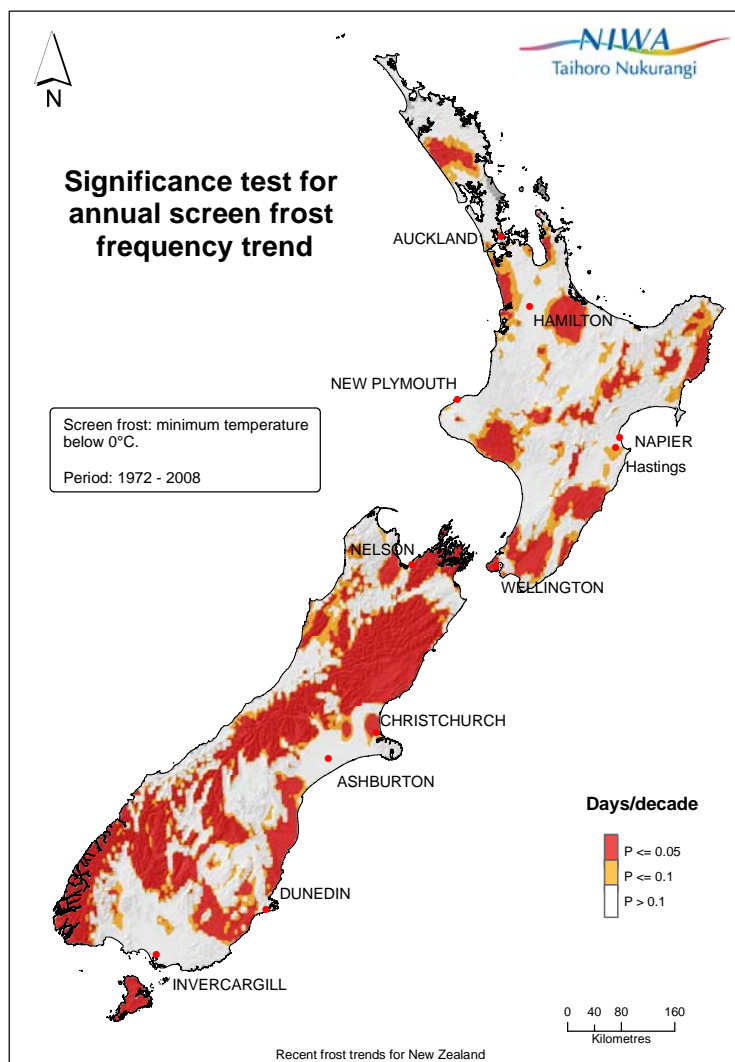 NIWA
Taihoro Nukurangi
N
Significance test for
annual screen frost
frequency trend
AUCKLAND
HAMILTON
NEW PLYMOUTH
Screen frost: minimum temperature
below 0°C.
Period: 1972 - 2008
NAPIER
Hastings
NELSON
WELLINGTON
CHRISTCHURCH
ASHBURTON
Days/decade
P <= 0.05
P <= 0.1
P > 0.1
DUNEDIN
INVERCARGILL
0 40 80 160
Kilometres
Recent frost trends for New Zealand